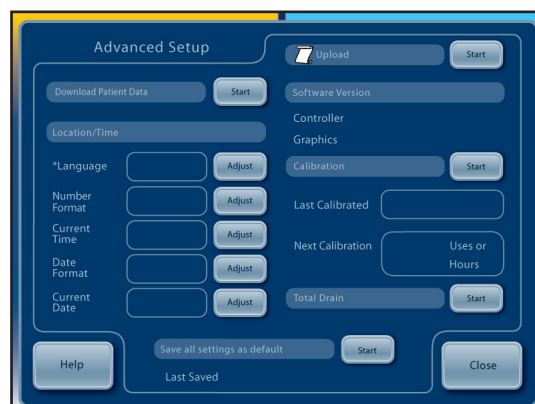 Advanced Setup
Download Patient Data
Start
Location/Time
*Language
Adjust
Number
Format
Adjust
Current
Time
Adjust
Date
Format
Adjust
Current
Date
Adjust
Upload
Start
Software Version
Controller
Graphics
Calibration
Start
Last Calibrated
Next Calibration
Uses or
Hours
Total Drain
Start
Save all settings as default
Start
Last Saved
Help
Close